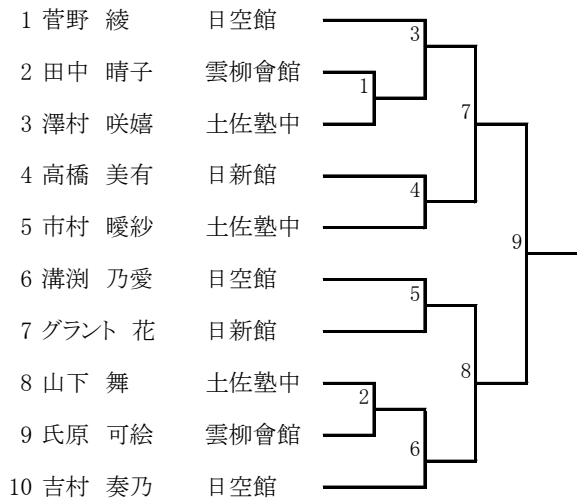 1 菅野 綾 日空館
2 田中 晴子 雲柳會館
3 澤村 咲嬉 土佐塾中
4 高橋 美有 日新館
5 市村 曖紗 土佐塾中
6 溝渕 乃愛 日空館
7 グラント 花 日新館
8 山下 舞 土佐塾中
9 氏原 可絵 雲柳會館
10 吉村 奏乃 日空館
3
1
7
4
9
5
8
2
6